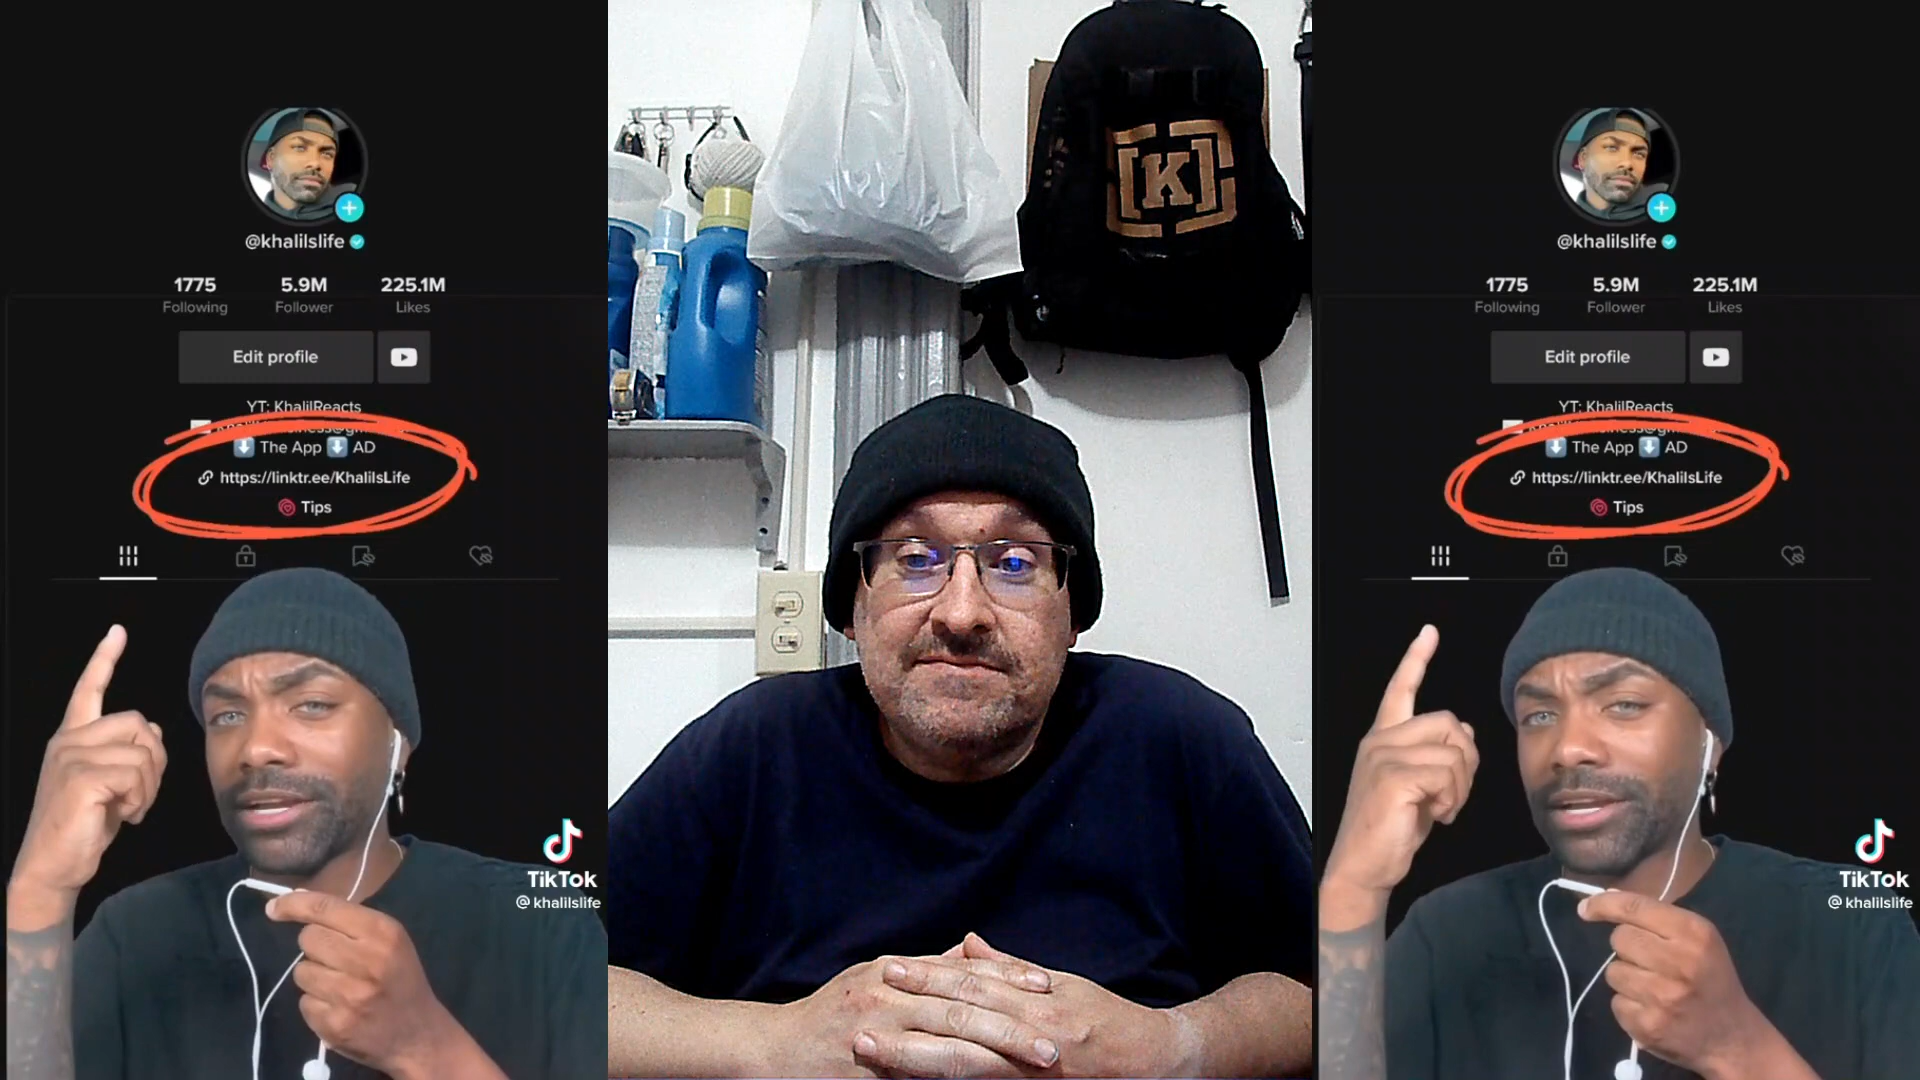 @khalilslife
1775
5.9M
225.1M
Following
Follower
Likes
Edit profile
YT: KhalilReacts
The App
AD
https://linktr.ee/KhalilsLife
Tips
TikTok
@khalilslife
[K]
@khalilslife
1775
5.9M
225.1M
Following
Follower
Likes
Edit profile
YT: KhalilReacts
The App
AD
https://linktr.ee/KhalilsLife
Tips
TikTok
@khalilslife